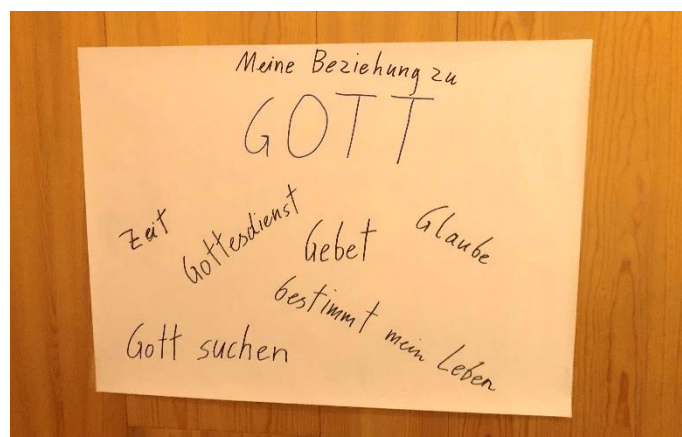 Meine Beziehung zu
GOTT
Zeit
Gottesdienst
Gebet
Glaube
bestimmt mein Leben
Gott suchen